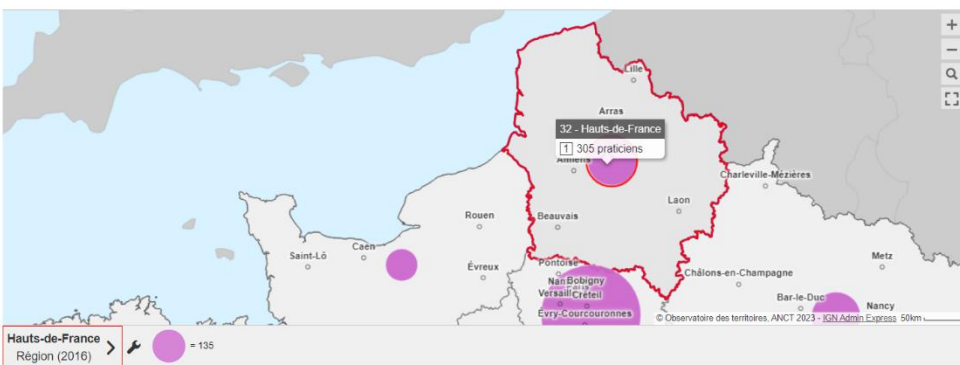 Lille
Arras
32 - Hauts-de-France
1 305 praticiens
Amiens
Charleville-Mézières
Laon
Rouen
Beauvais
Caen
Saint-Lô
Metz
Évreux
Pontoise
Châlons-en-Champagne
Bobigny
Versail
Créteil
Bar-le-Duc
Nancy
Évry-Courcouronnes
© Observatoire des territoires, ANCT 2023 - IGN Admin Express 50km
Hauts-de-France
Région (2016)
= 135